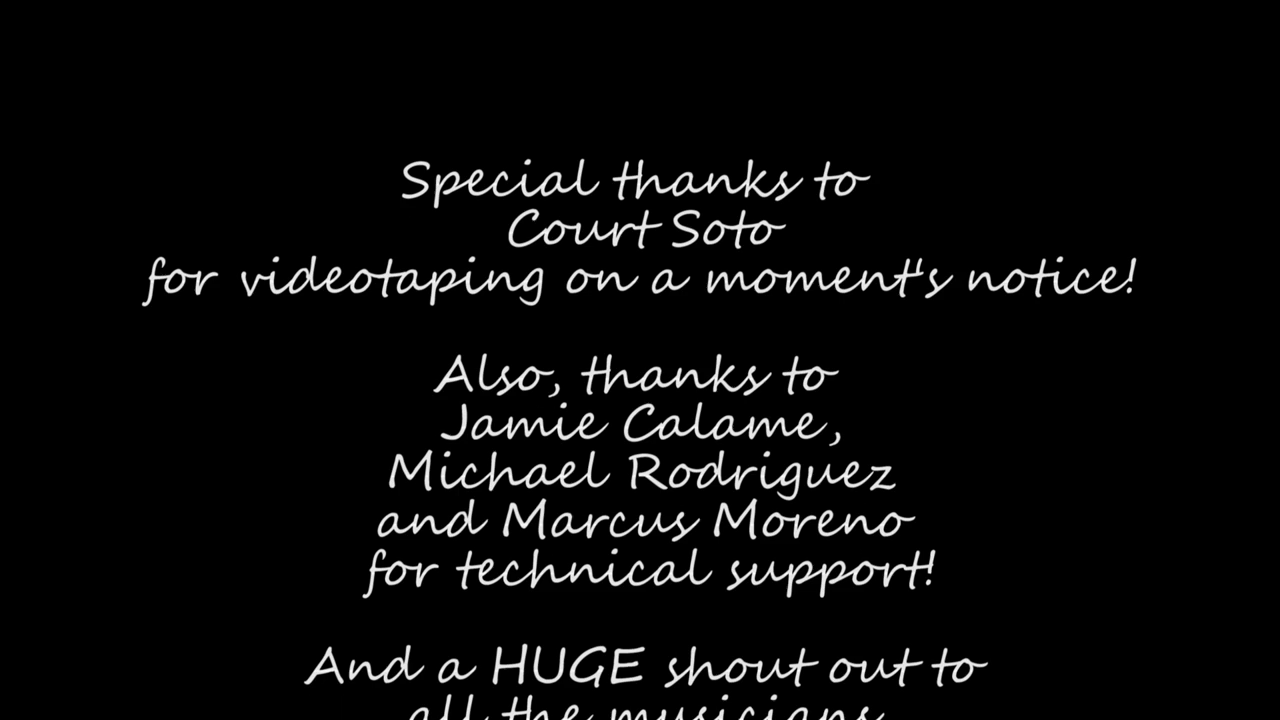 Special thanks to
Court Soto
for videotaping on a moment's notice!
Also, thanks to
Jamie Calame,
Michael Rodriguez
and Marcus Moreno
for technical support!
And a HUGE shout out to
all the musicians